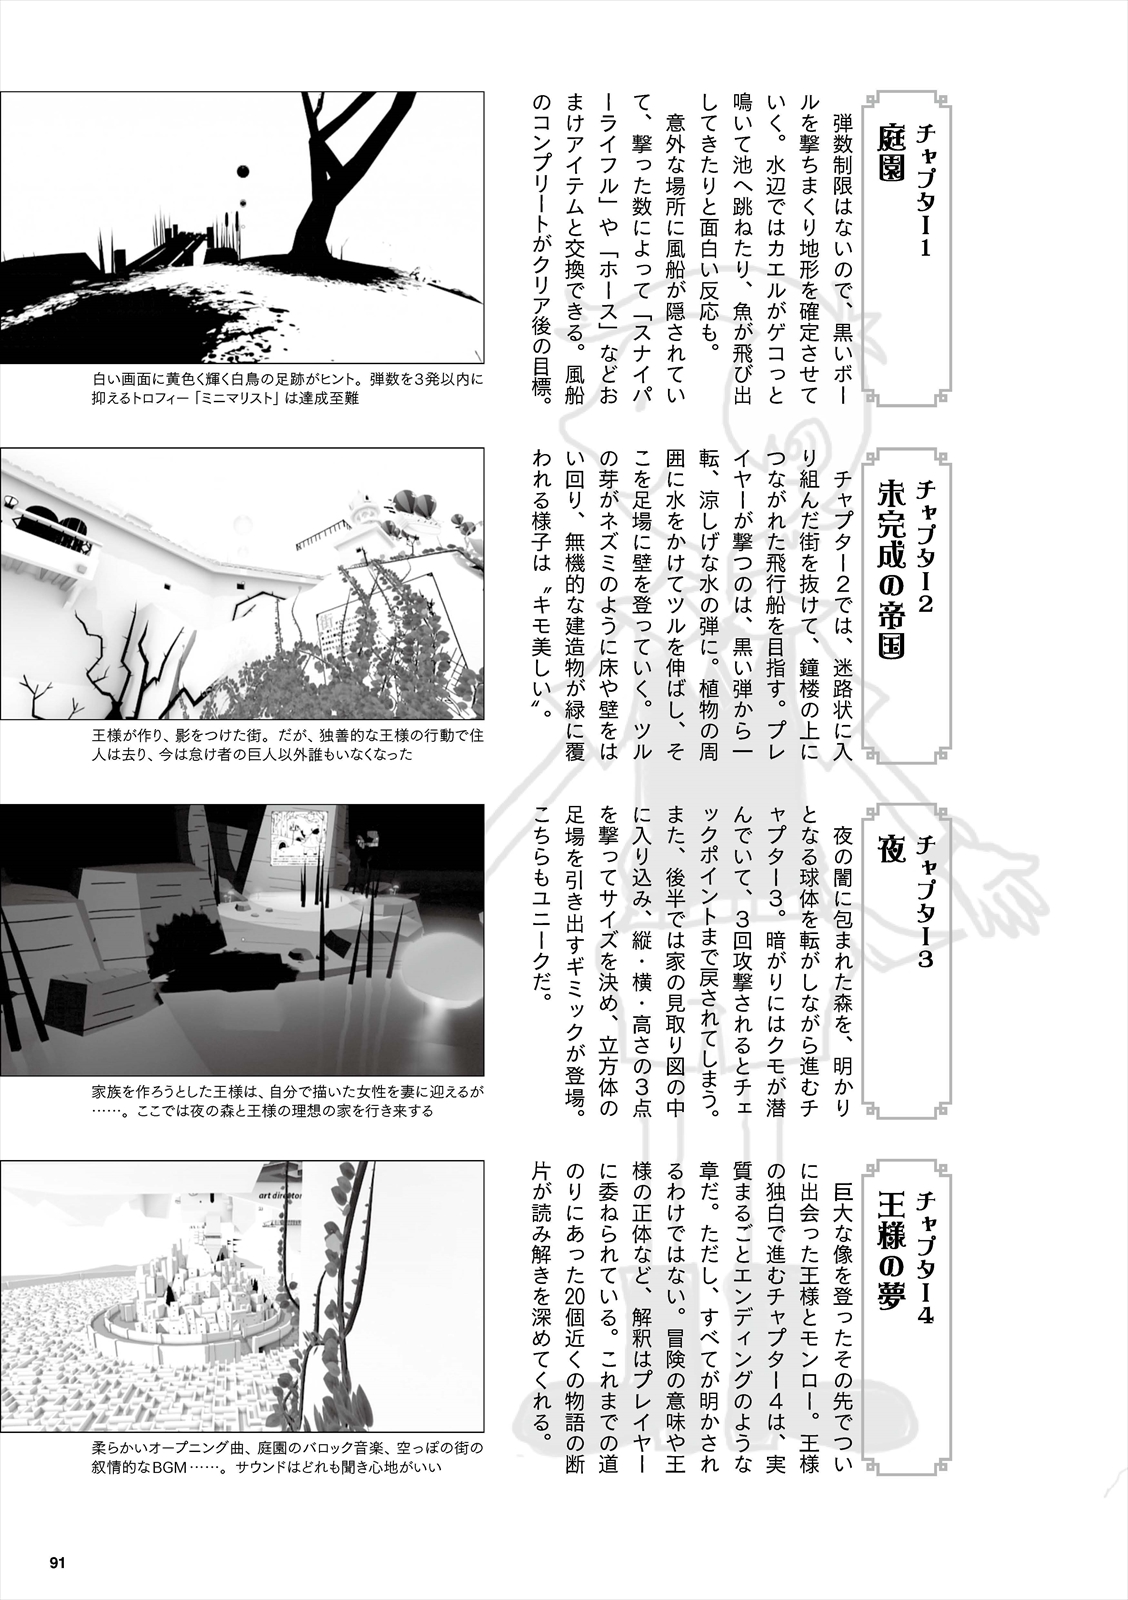 チャプター1
庭園
　弾数制限はないので、黒いボー
ルを撃ちまくり地形を確定させて
いく。水辺ではカエルがゲコっと
鳴いて池へ跳ねたり、魚が飛び出
してきたりと面白い反応も。
　意外な場所に風船が隠されてい
て、撃った数によって「スナイパ
ーライフル」や「ホース」などお
まけアイテムと交換できる。風船
のコンプリートがクリア後の目標。
白い画面に黄色く輝く白鳥の足跡がヒント。弾数を3発以内に
抑えるトロフィー「ミニマリスト」は達成至難
チャプター2
未完成の帝国
　チャプター2では、迷路状に入
り組んだ街を抜けて、鐘楼の上に
つながれた飛行船を目指す。プレ
イヤーが撃つのは、黒い弾から一
転、涼しげな水の弾に。植物の周
囲に水をかけてツルを伸ばし、そ
こを足場に壁を登っていく。ツル
の芽がネズミのように床や壁をは
い回り、無機的な建造物が緑に覆
われる様子は〝キモ美しい〟。
王様が作り、影をつけた街。だが、独善的な王様の行動で住
人は去り、今は怠け者の巨人以外誰もいなくなった
チャプター3
夜
　夜の闇に包まれた森を、明かり
となる球体を転がしながら進むチ
ャプター3。暗がりにはクモが潜
んでいて、3回攻撃されるとチェ
ックポイントまで戻されてしまう。
また、後半では家の見取り図の中
に入り込み、縦・横・高さの3点
を撃ってサイズを決め、立方体の
足場を引き出すギミックが登場。
こちらもユニークだ。
家族を作ろうとした王様は、自分で描いた女性を妻に迎えるが
……。ここでは夜の森と王様の理想の家を行き来する
チャプター4
王様の夢
　巨大な像を登ったその先でつい
に出会った王様とモンロー。王様
の独白で進むチャプター4は、実
質まるごとエンディングのような
章だ。ただし、すべてが明かされ
るわけではない。冒険の意味や王
様の正体など、解釈はプレイヤー
に委ねられている。これまでの道
のりにあった20個近くの物語の断
片が読み解きを深めてくれる。
art director
柔らかいオープニング曲、庭園のバロック音楽、空っぽの街の
叙情的なBGM……。サウンドはどれも聞き心地がいい
91